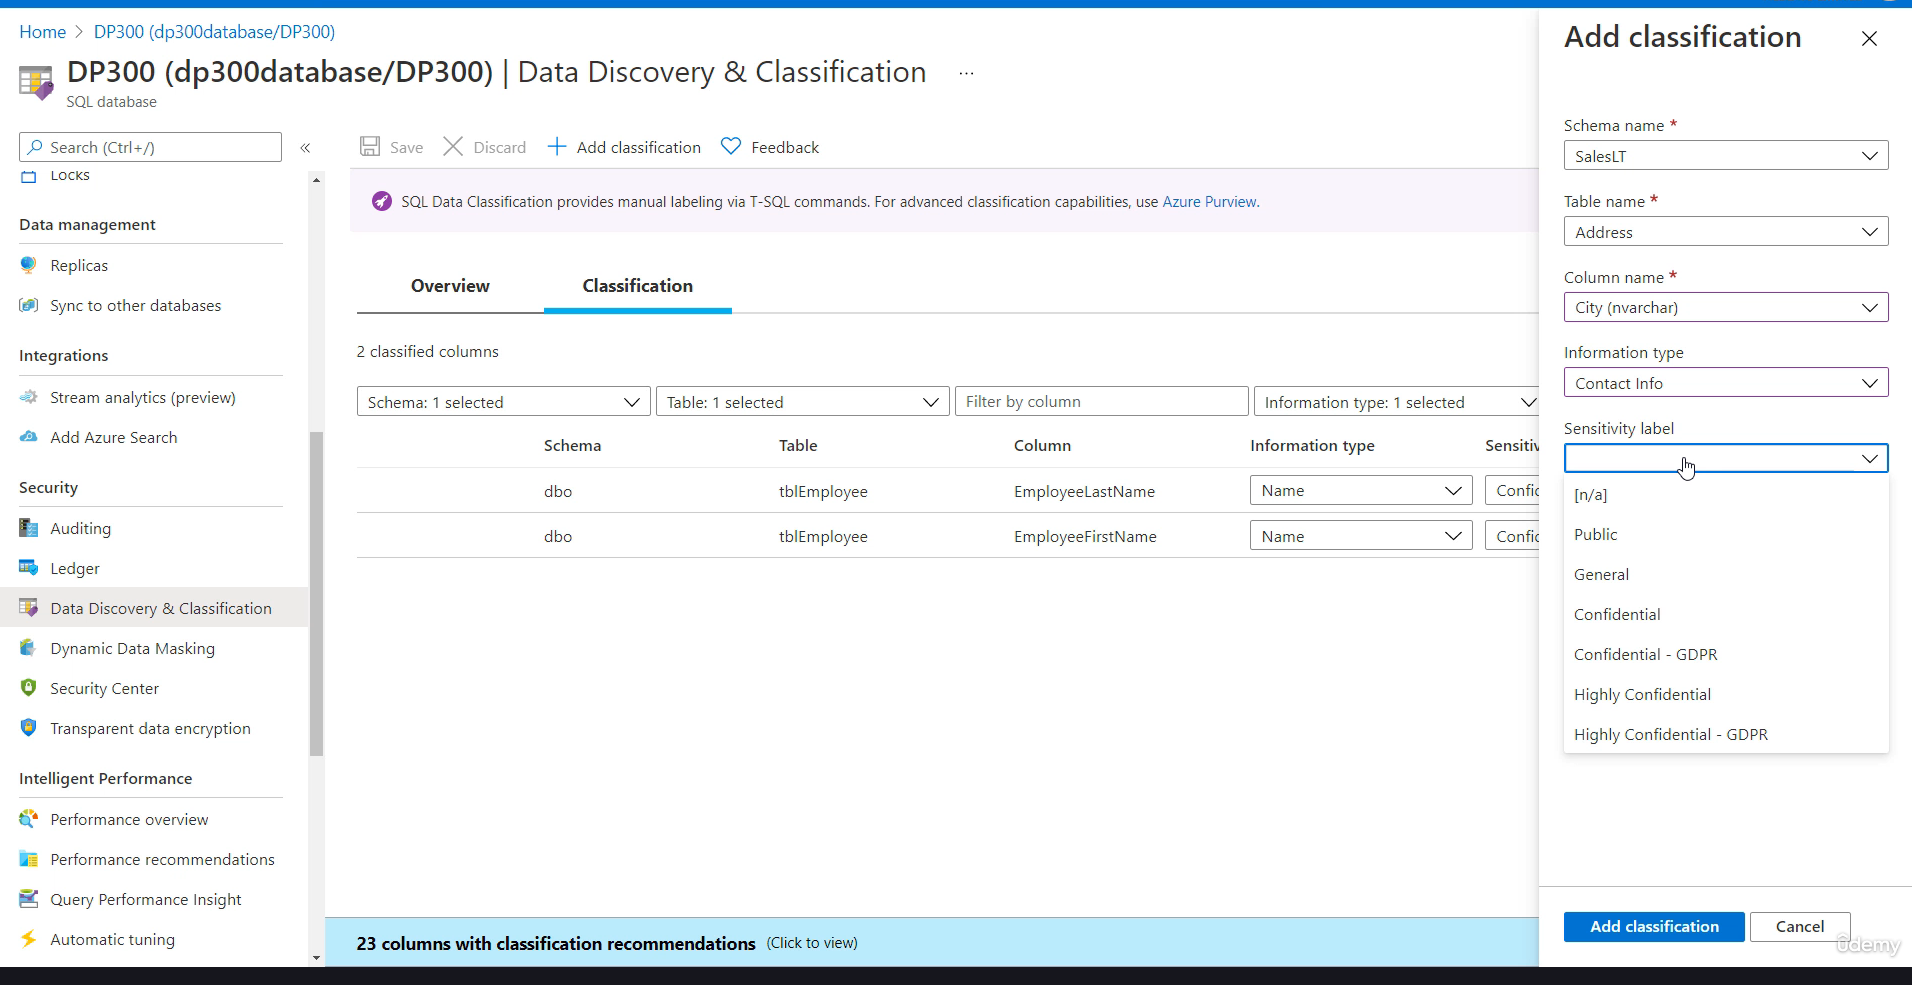 Home > DP300 (dp300database/DP300)
DP300 (dp300database/DP300) | Data Discovery & Classification ...
SQL database
Search (Ctrl+/)
«
Locks
Data management
Replicas
Sync to other databases
Integrations
Stream analytics (preview)
Add Azure Search
Security
Auditing
Ledger
Data Discovery & Classification
Dynamic Data Masking
Security Center
Transparent data encryption
Intelligent Performance
Performance overview
Performance recommendations
Query Performance Insight
Automatic tuning
Save Discard Add classification Feedback
SQL Data Classification provides manual labeling via T-SQL commands. For advanced classification capabilities, use Azure Purview.
Overview Classification
2 classified columns
Schema: 1 selected Table: 1 selected Filter by column Information type: 1 selected
Schema Table Column Information type Sensitiv
dbo tblEmployee EmployeeLastName Name Confid
dbo tblEmployee EmployeeFirstName Name Confid
23 columns with classification recommendations (Click to view)
Add classification
Schema name *
SalesLT
Table name *
Address
Column name *
City (nvarchar)
Information type
Contact Info
Sensitivity label
[n/a]
Public
General
Confidential
Confidential - GDPR
Highly Confidential
Highly Confidential - GDPR
Add classification Cancel
ûdemy